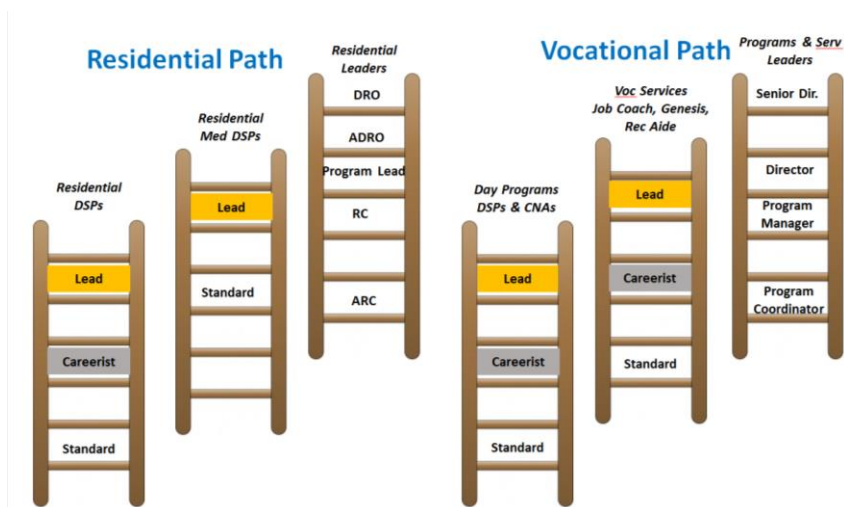 Residential Path
Residential
DSPs
Lead
Careerist
Standard
Residential
Med DSPs
Lead
Standard
Residential
Leaders
DRO
ADRO
Program Lead
RC
ARC
Vocational Path
Day Programs
DSPs & CNAs
Lead
Careerist
Standard
Voc Services
Job Coach, Genesis,
Rec Aide
Lead
Careerist
Standard
Programs & Serv
Leaders
Senior Dir.
Director
Program
Manager
Program
Coordinator